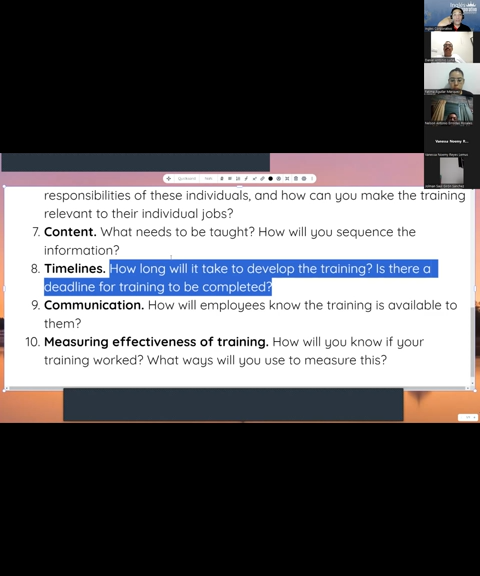 responsibilities of these individuals, and how can you make the training
relevant to their individual jobs?
7. Content. What needs to be taught? How will you sequence the
information?
8. Timelines. How long will it take to develop the training? Is there a
deadline for training to be completed?
9. Communication. How will employees know the training is available to
them?
10. Measuring effectiveness of training. How will you know if your
training worked? What ways will you use to measure this?
Vanessa Noemy R...